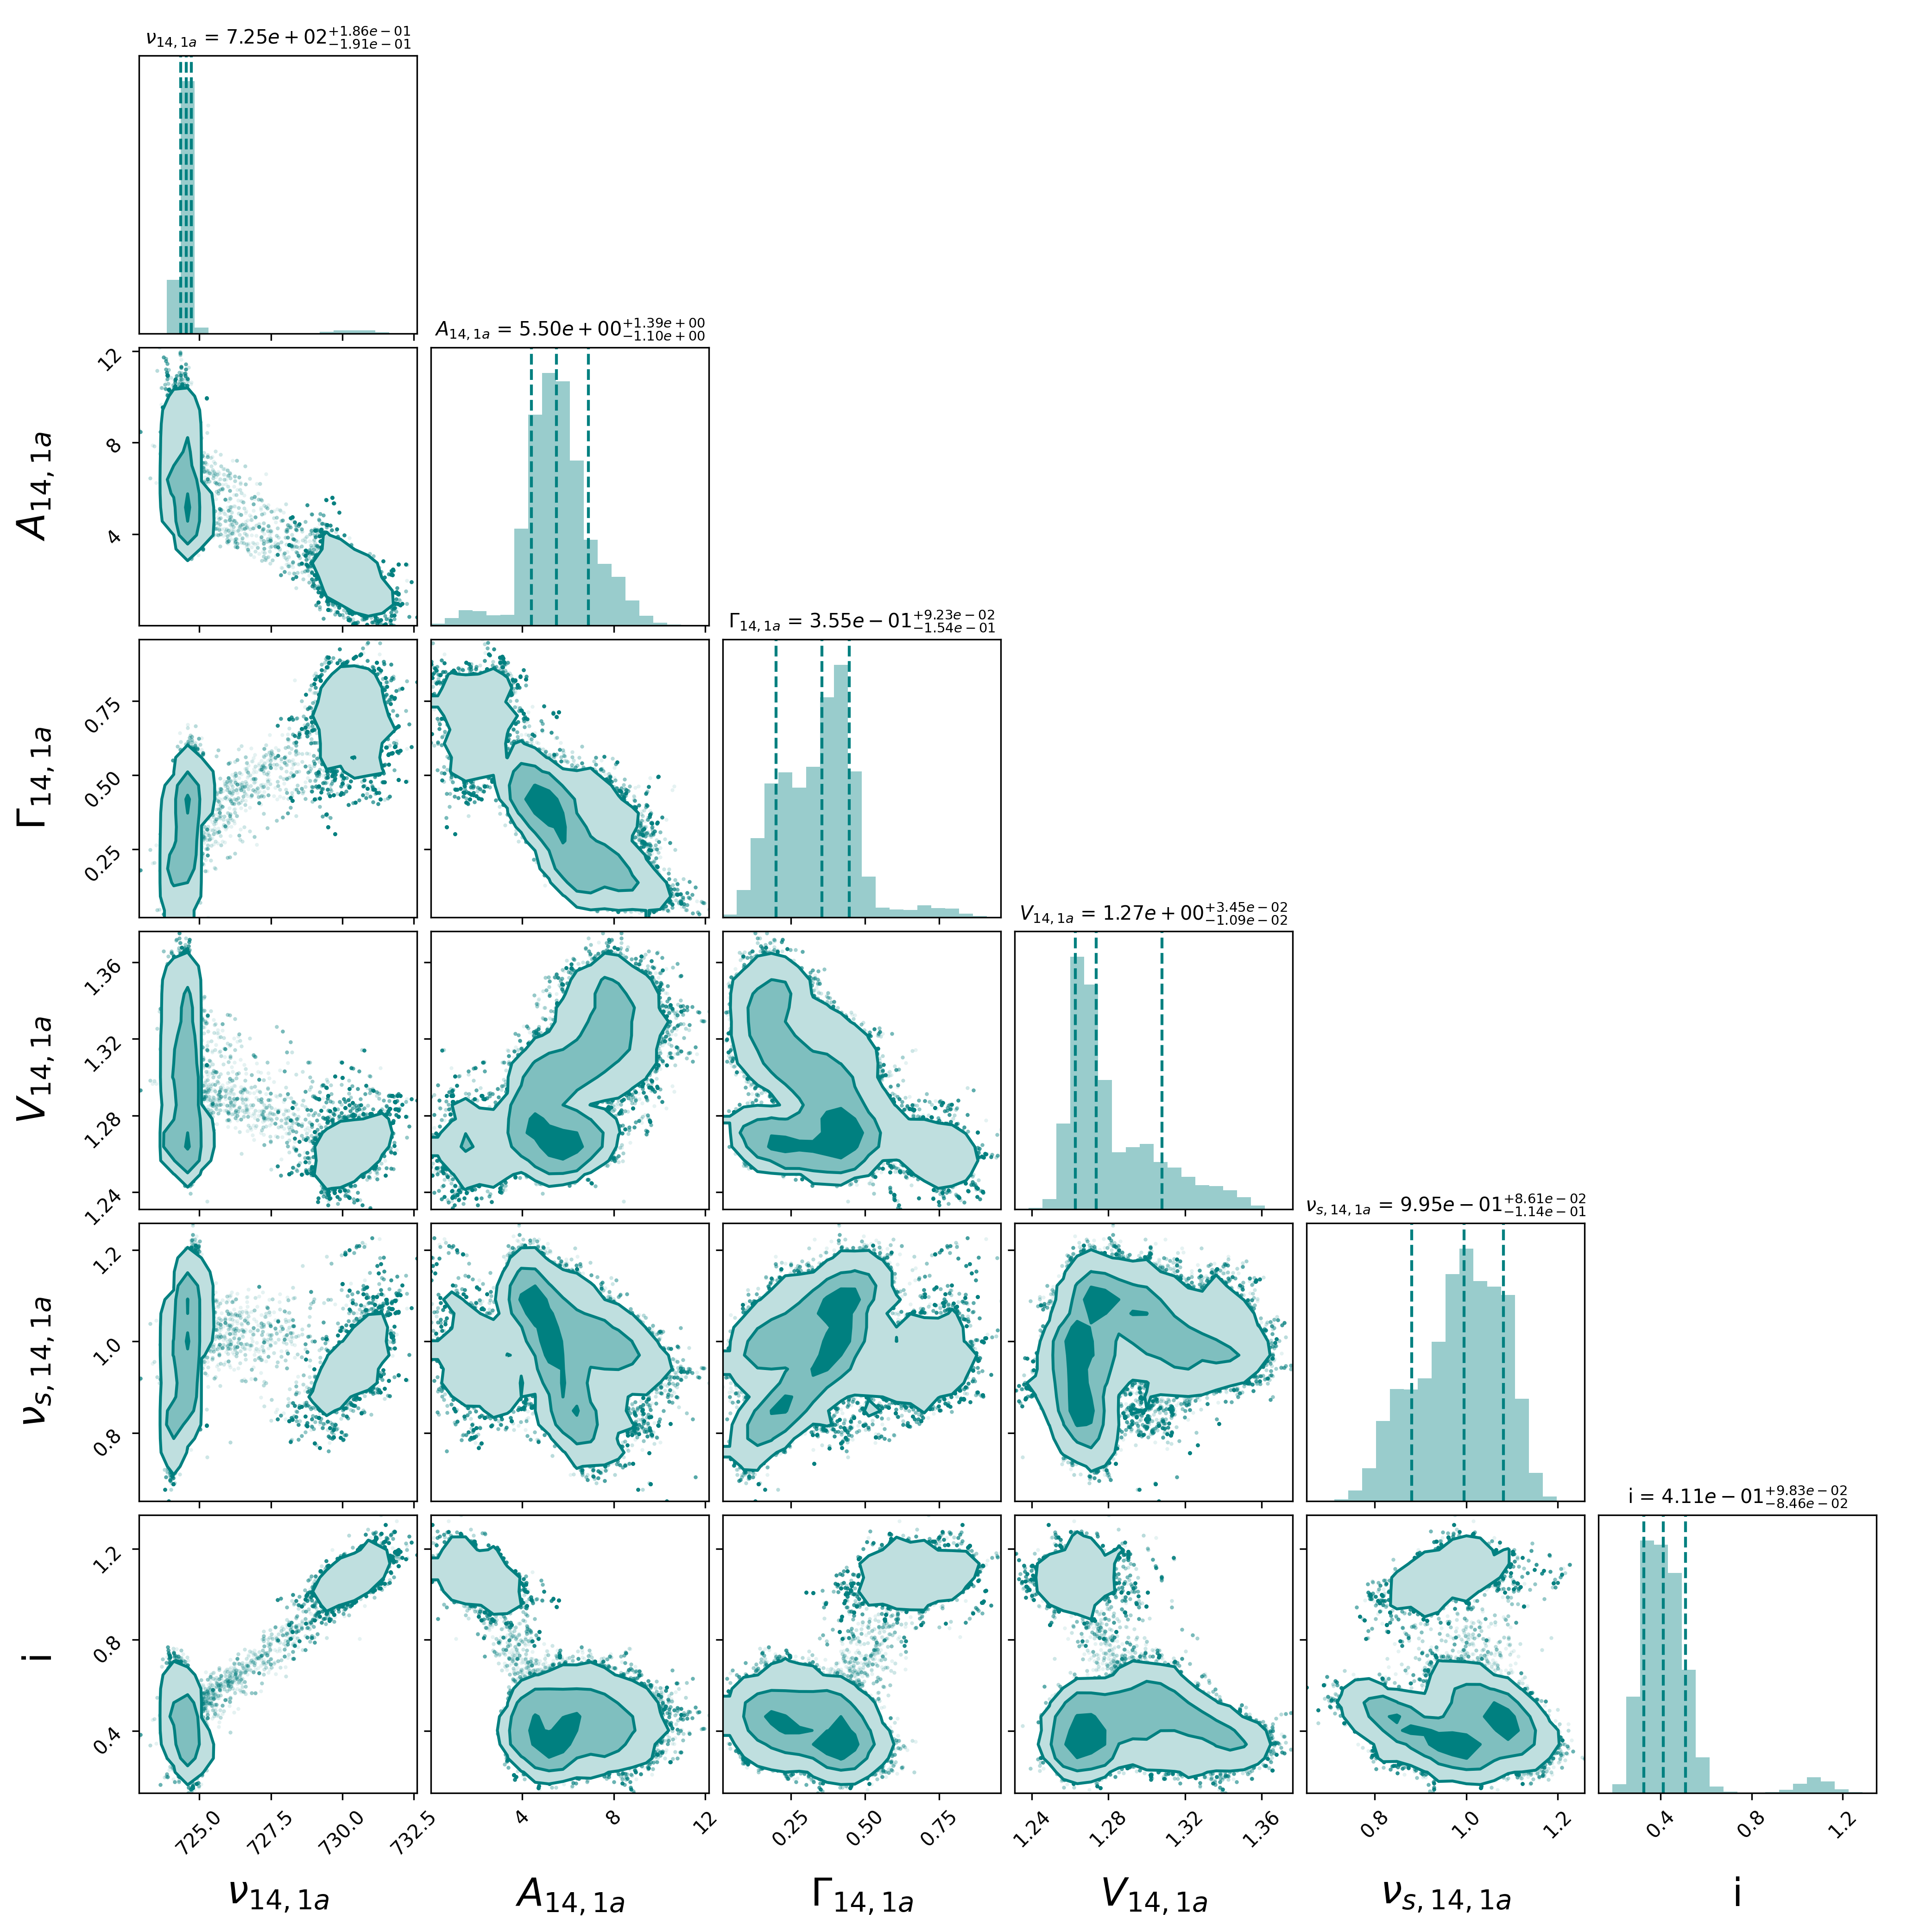 ν14,1a = 7.25e + 02 +1.86e − 01 −1.91e − 01
A14,1a = 5.50e + 00 +1.39e + 00 −1.10e + 00
12
8
4
A14,1a
Γ14,1a = 3.55e − 01 +9.23e − 02 −1.54e − 01
0.75
0.50
0.25
Γ14,1a
V14,1a = 1.27e + 00 +3.45e − 02 −1.09e − 02
1.36
1.32
1.28
1.24
V14,1a
νs,14,1a = 9.95e − 01 +8.61e − 02 −1.14e − 01
1.2
1.0
0.8
νs,14,1a
i = 4.11e − 01 +9.83e − 02 −8.46e − 02
1.2
0.8
0.4
i
725.0 727.5 730.0 732.5 4 8 12 0.25 0.50 0.75 1.24 1.28 1.32 1.36 0.8 1.0 1.2 0.4 0.8 1.2
ν14,1a A14,1a Γ14,1a V14,1a νs,14,1a i